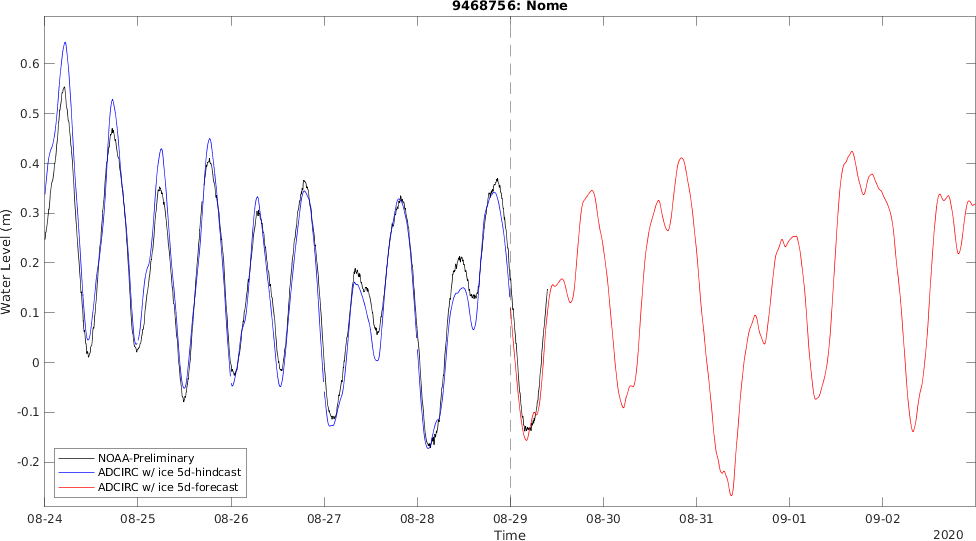 9468756: Nome
Water Level (m)
0.6
0.5
0.4
0.3
0.2
0.1
0
-0.1
-0.2
NOAA-Preliminary
ADCIRC w/ ice 5d-hindcast
ADCIRC w/ ice 5d-forecast
08-24 08-25 08-26 08-27 08-28 08-29 08-30 08-31 09-01 09-02
Time
2020